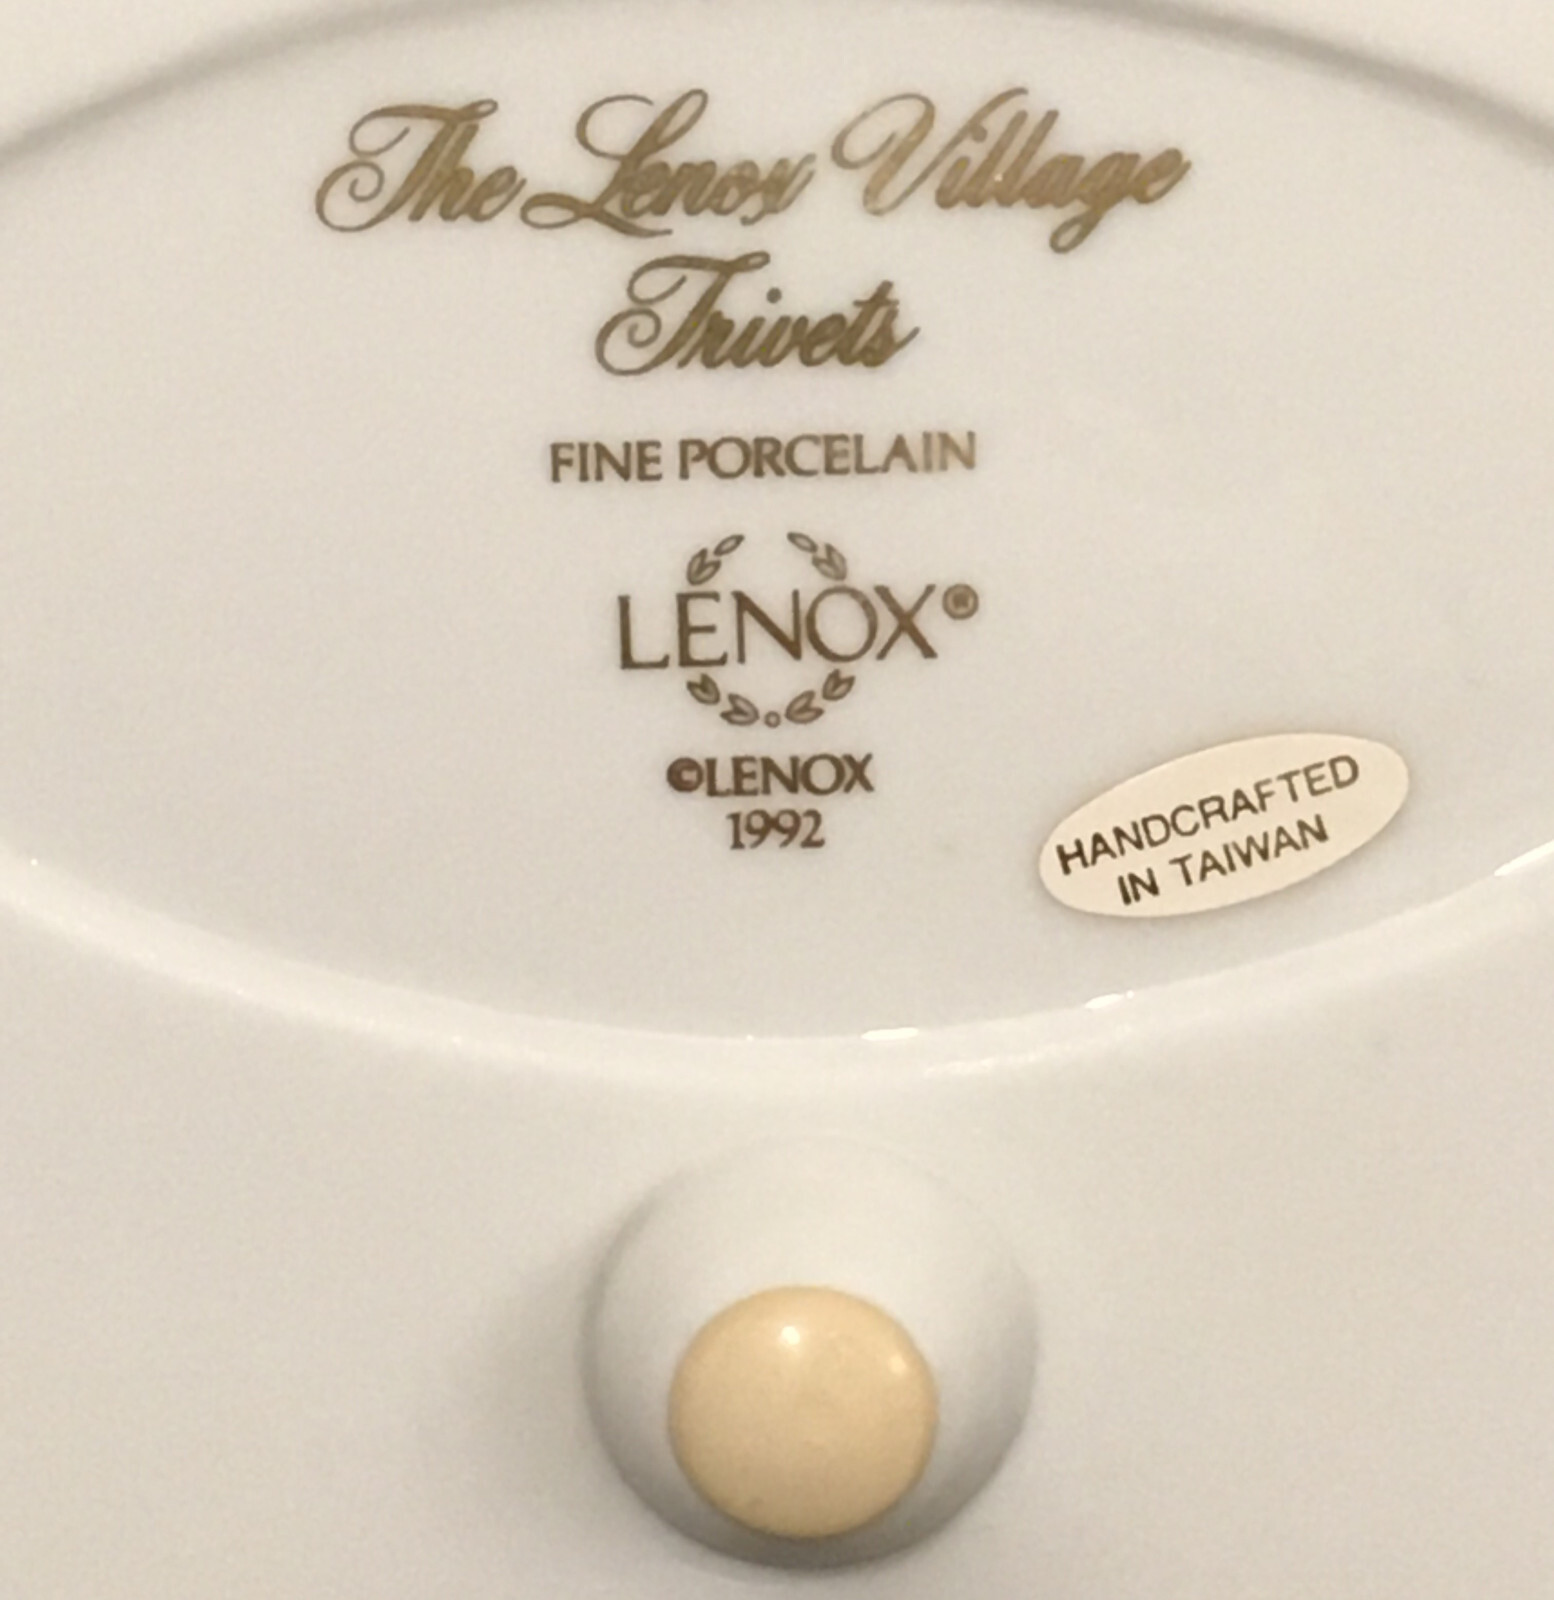 The Lenox Village
Trivets
FINE PORCELAIN
LENOX®
©LENOX
1992
HANDCRAFTED
IN TAIWAN